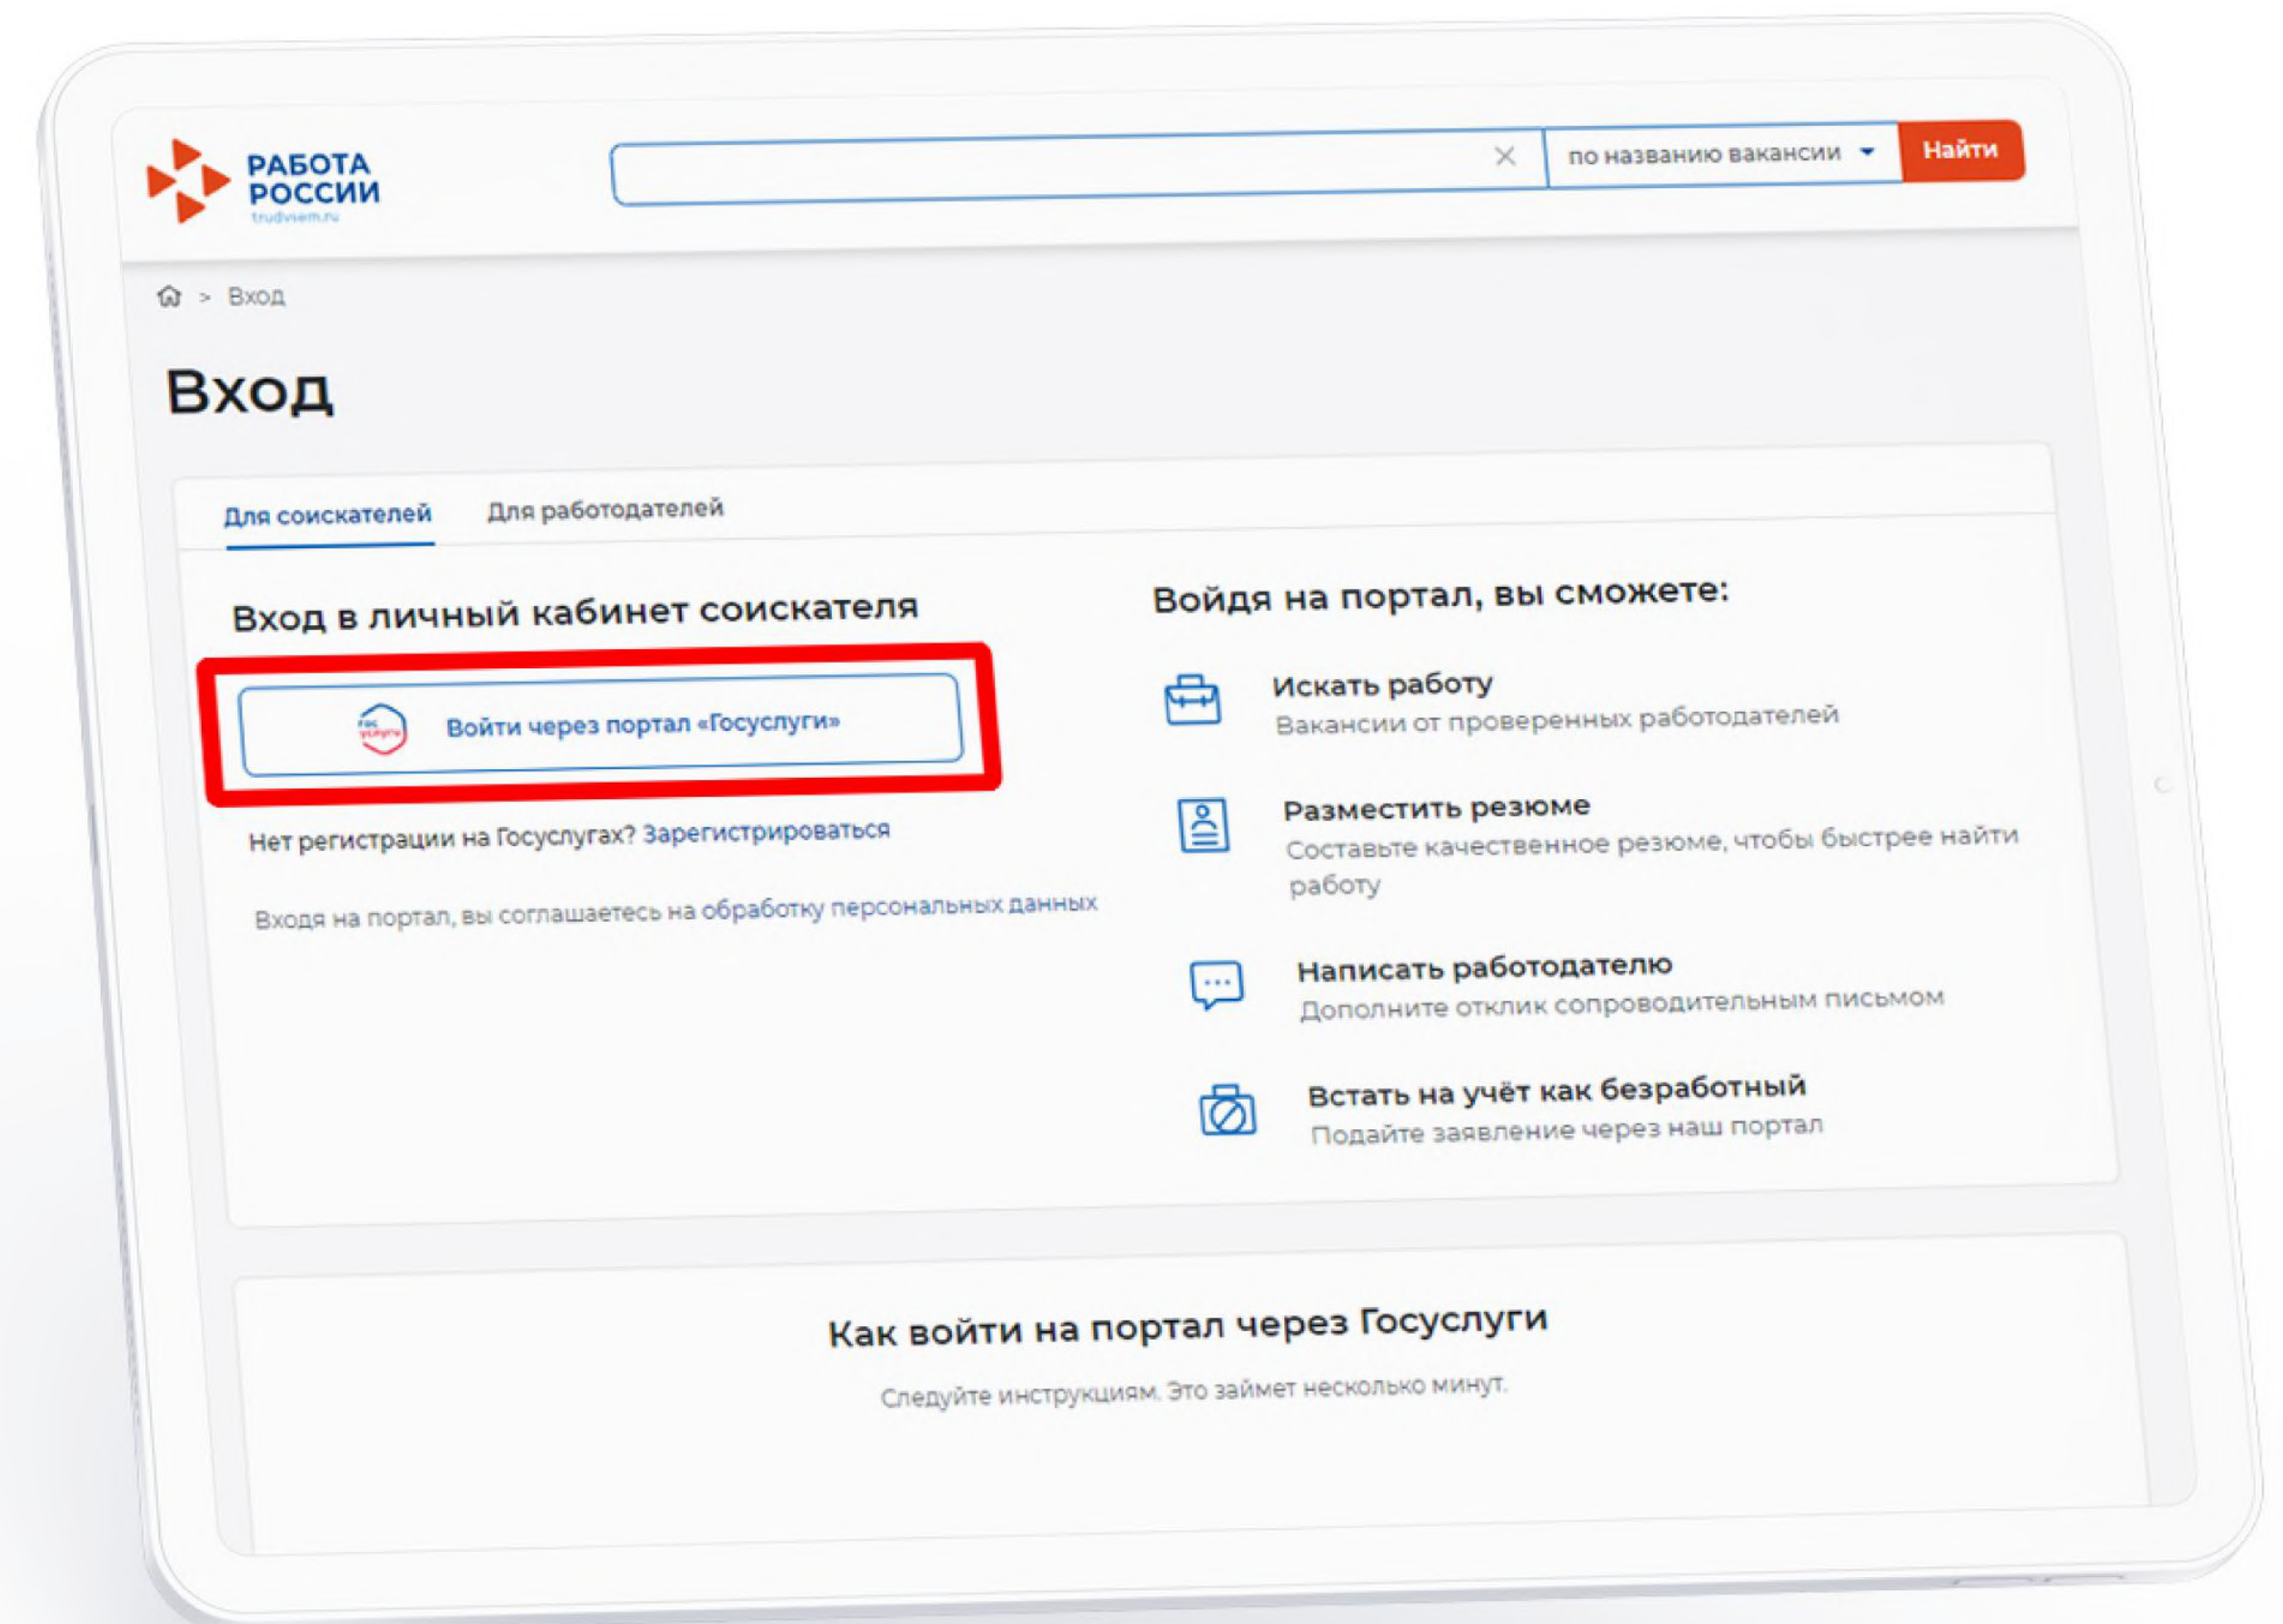 РАБОТА
РОССИИ
trudvsem.ru
по названию вакансии
Найти
> Вход
Вход
Для соискателей
Для работодателей
Вход в личный кабинет соискателя
гос
услуги
Войти через портал «Госуслуги»
Нет регистрации на Госуслугах? Зарегистрироваться
Входя на портал, вы соглашаетесь на обработку персональных данных
Войдя на портал, вы сможете:
Искать работу
Вакансии от проверенных работодателей
Разместить резюме
Составьте качественное резюме, чтобы быстрее найти
работу
Написать работодателю
Дополните отклик сопроводительным письмом
Встать на учёт как безработный
Подайте заявление через наш портал
Как войти на портал через Госуслуги
Следуйте инструкциям. Это займет несколько минут.